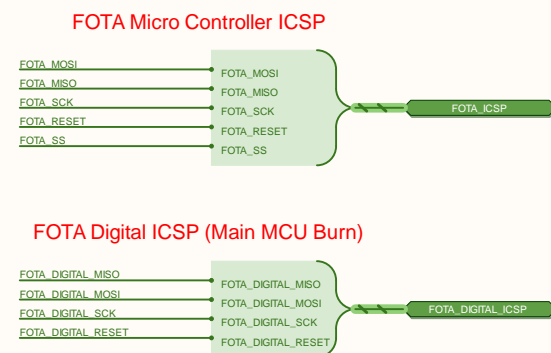 FOTA Micro Controller ICSP
FOTA_MOSI
FOTA_MISO
FOTA_SCK
FOTA_RESET
FOTA_SS
FOTA_MOSI
FOTA_MISO
FOTA_SCK
FOTA_RESET
FOTA_SS
FOTA_ICSP
FOTA Digital ICSP (Main MCU Burn)
FOTA_DIGITAL_MISO
FOTA_DIGITAL_MOSI
FOTA_DIGITAL_SCK
FOTA_DIGITAL_RESET
FOTA_DIGITAL_MISO
FOTA_DIGITAL_MOSI
FOTA_DIGITAL_SCK
FOTA_DIGITAL_RESET
FOTA_DIGITAL_ICSP